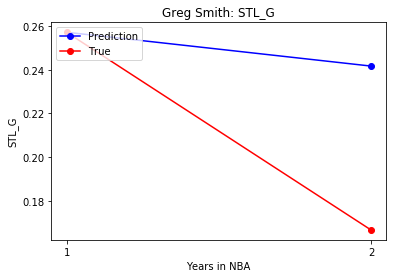 Greg Smith: STL_G
0.26
0.24
0.22
0.20
0.18
STL_G
Prediction
True
1
2
Years in NBA